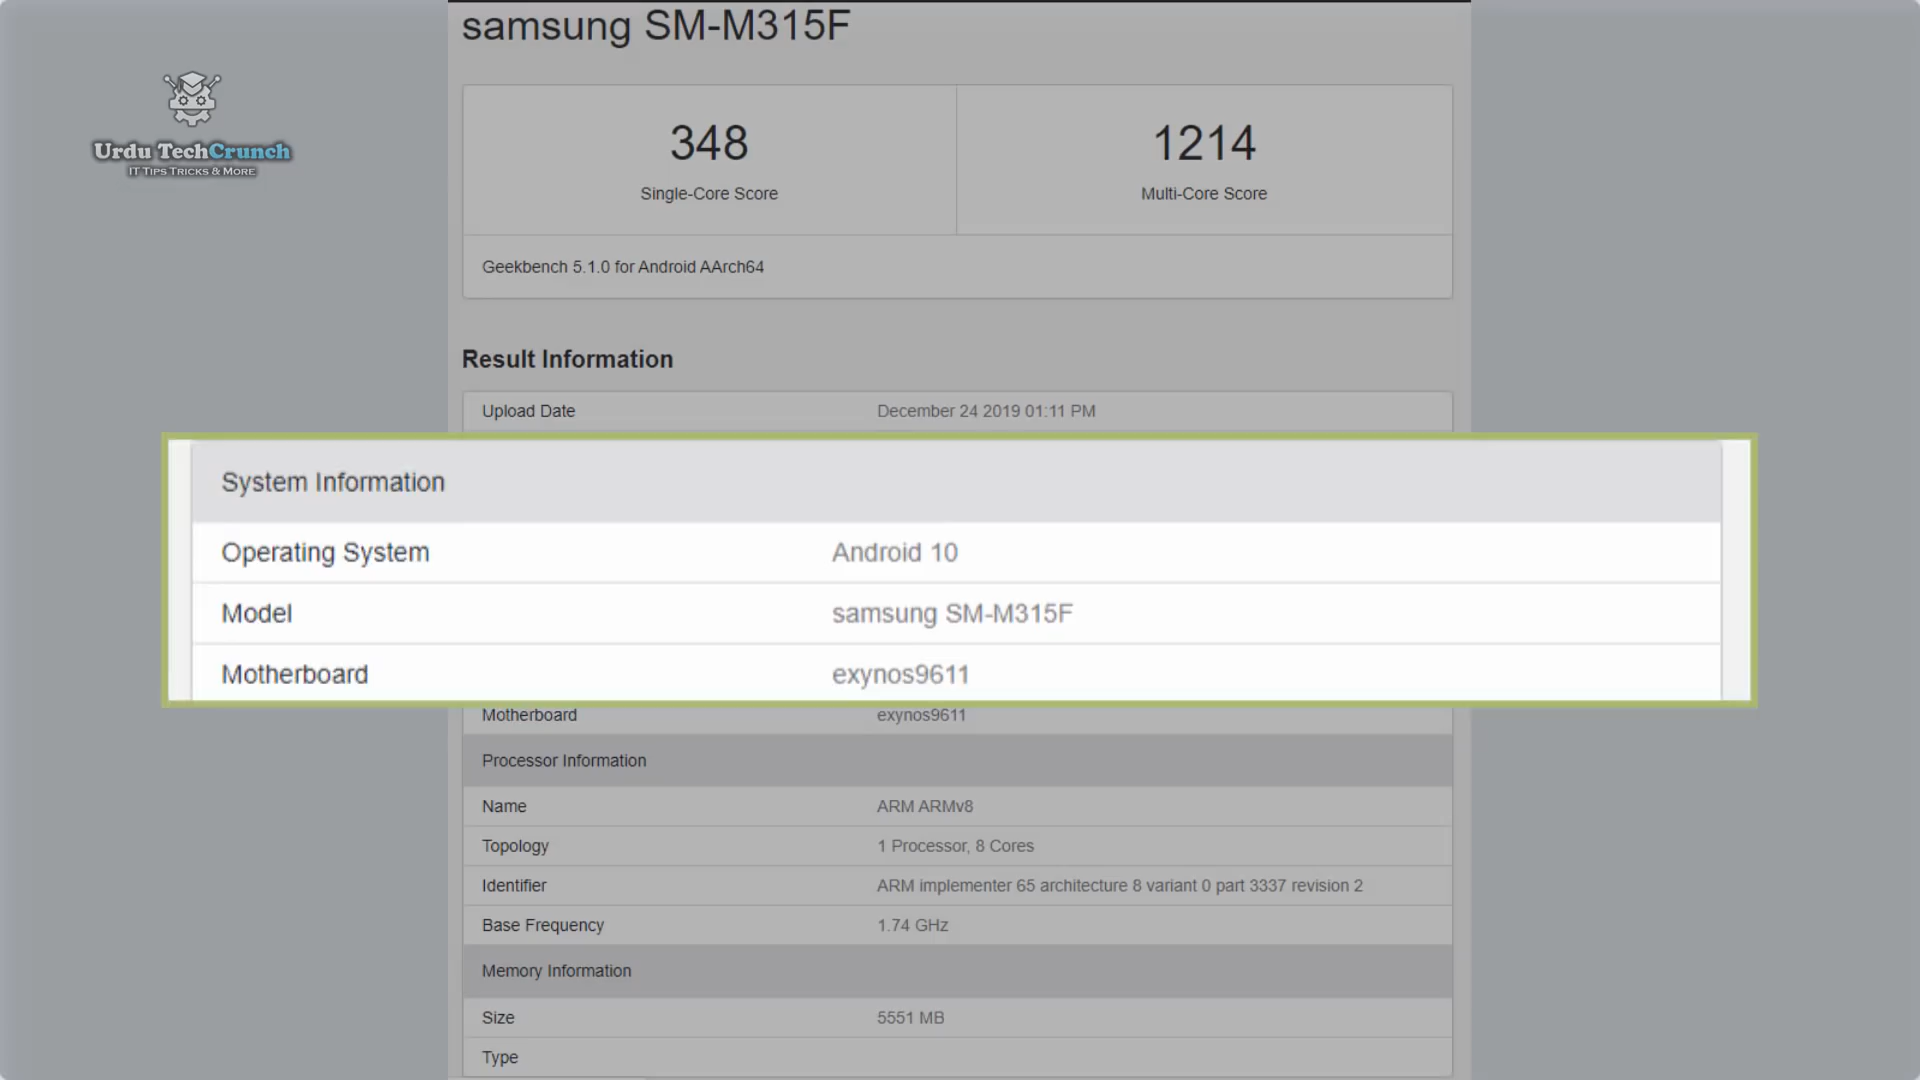 samsung SM-M315F
Urdu TechCrunch
IT Tips Tricks & More
348 1214
Single-Core Score Multi-Core Score
Geekbench 5.1.0 for Android AArch64
Result Information
Upload Date December 24 2019 01:11 PM
System Information
Operating System Android 10
Model samsung SM-M315F
Motherboard exynos9611
Motherboard exynos9611
Processor Information
Name ARM ARMv8
Topology 1 Processor, 8 Cores
Identifier ARM implementer 65 architecture 8 variant 0 part 3337 revision 2
Base Frequency 1.74 GHz
Memory Information
Size 5551 MB
Type